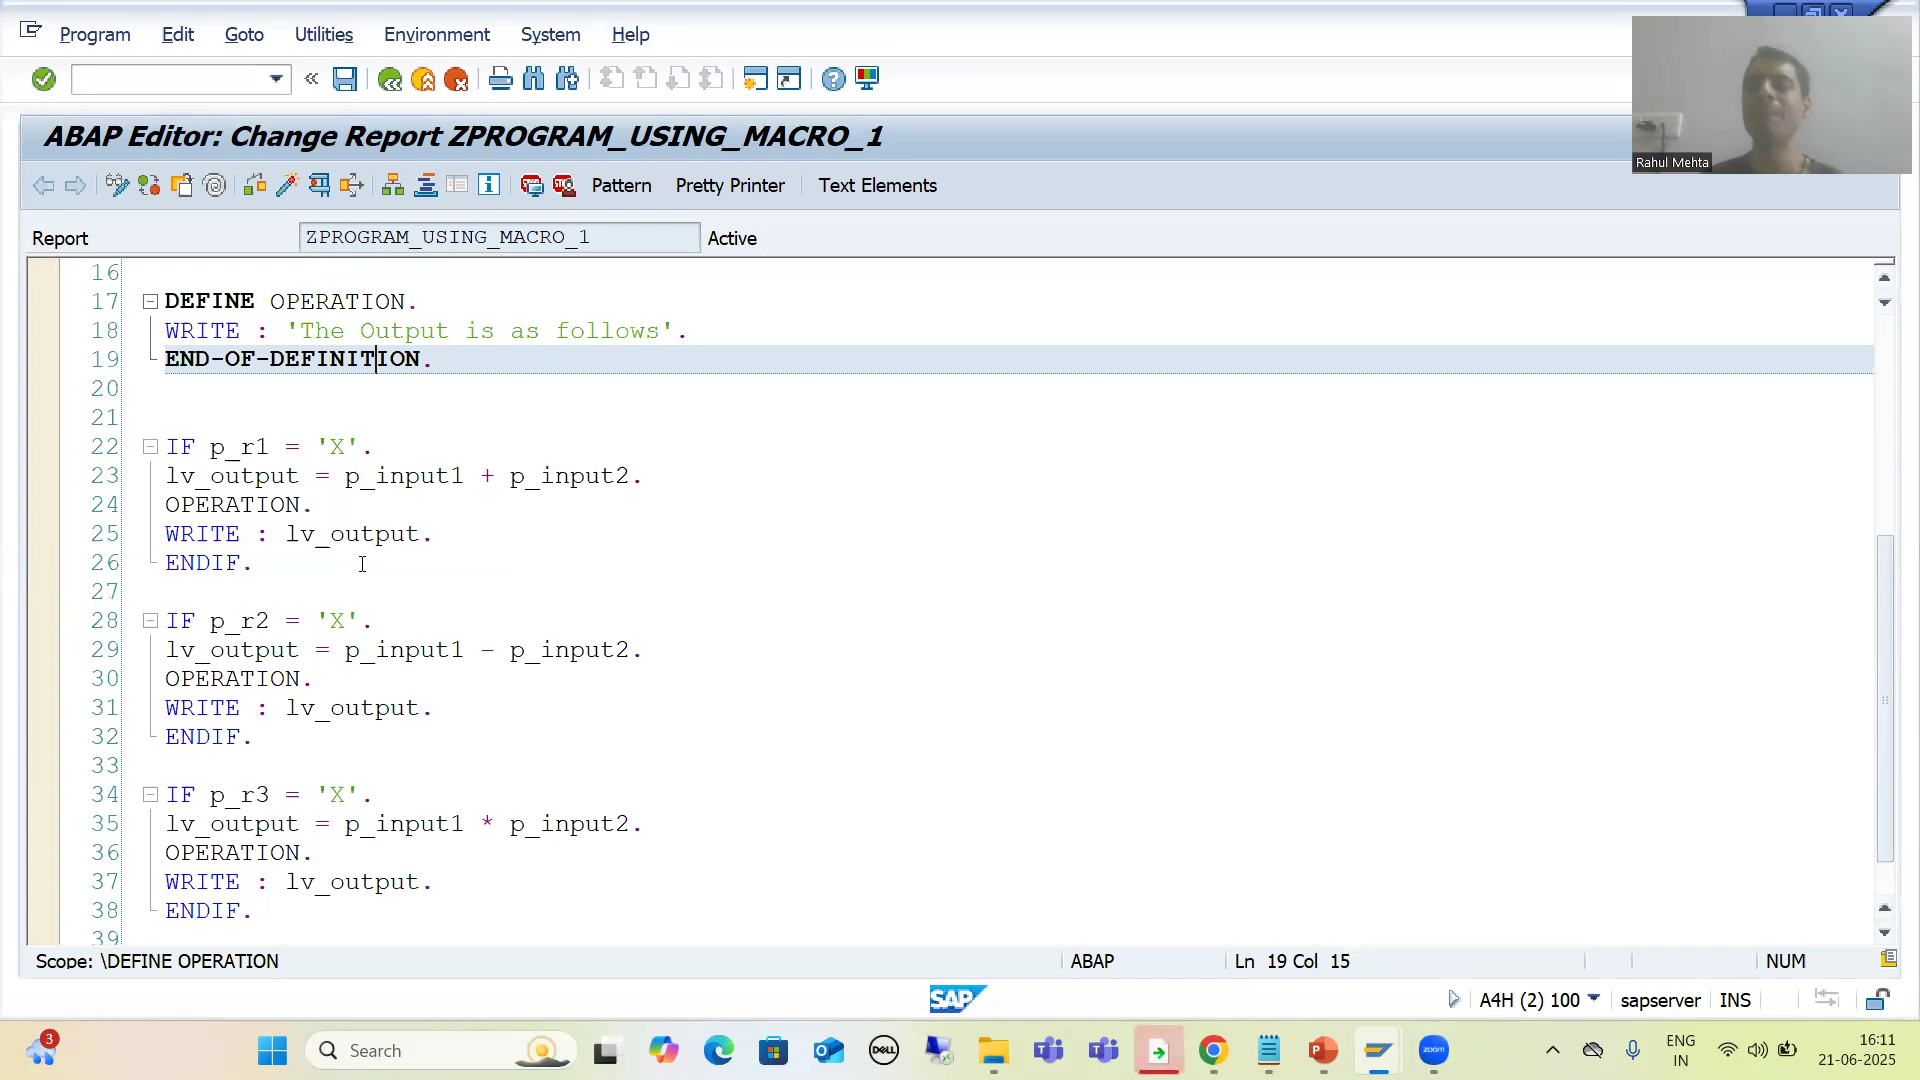 Program Edit Goto Utilities Environment System Help
Rahul Mehta
ABAP Editor: Change Report ZPROGRAM_USING_MACRO_1
Pattern Pretty Printer Text Elements
Report ZPROGRAM_USING_MACRO_1 Active
16
17 DEFINE OPERATION.
18 WRITE : 'The Output is as follows'.
19 END-OF-DEFINITION.
20
21
22 IF p_r1 = 'X'.
23 lv_output = p_input1 + p_input2.
24 OPERATION.
25 WRITE : lv_output.
26 ENDIF.
27
28 IF p_r2 = 'X'.
29 lv_output = p_input1 - p_input2.
30 OPERATION.
31 WRITE : lv_output.
32 ENDIF.
33
34 IF p_r3 = 'X'.
35 lv_output = p_input1 * p_input2.
36 OPERATION.
37 WRITE : lv_output.
38 ENDIF.
39
Scope: \DEFINE OPERATION ABAP Ln 19 Col 15 NUM
SAP A4H (2) 100 sapserver INS
3 Search DELL zoom ENG IN 16:11 21-06-2025